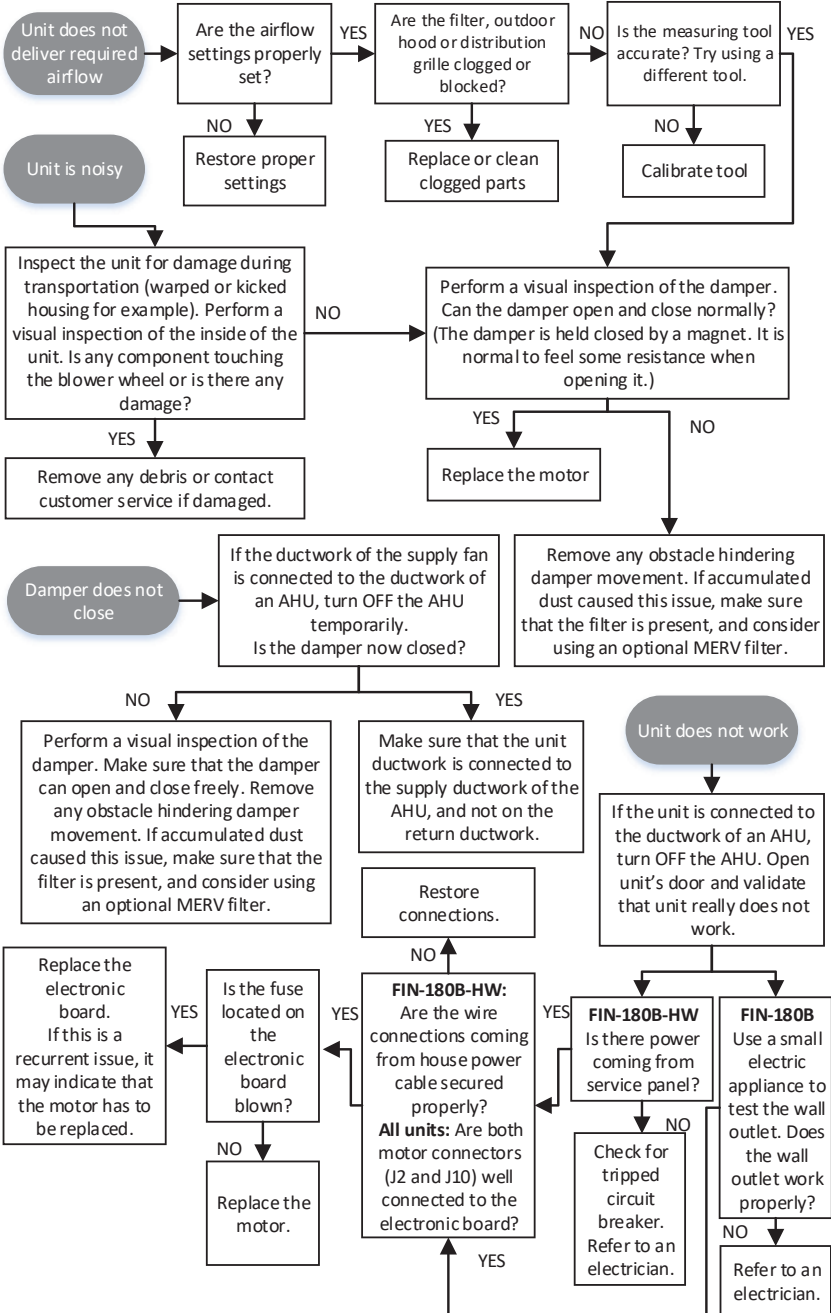 Unit does not
deliver required
airflow
Are the airflow
settings properly
set?
YES
Are the filter, outdoor
hood or distribution
grille clogged or
blocked?
NO
Is the measuring tool
accurate? Try using a
different tool.
YES
NO
Restore proper
settings
YES
Replace or clean
clogged parts
NO
Calibrate tool
Unit is noisy
Inspect the unit for damage during
transportation (warped or kicked
housing for example). Perform a
visual inspection of the inside of the
unit. Is any component touching
the blower wheel or is there any
damage?
NO
Perform a visual inspection of the damper.
Can the damper open and close normally?
(The damper is held closed by a magnet. It is
normal to feel some resistance when
opening it.)
YES
Remove any debris or contact
customer service if damaged.
YES
Replace the motor
NO
Remove any obstacle hindering
damper movement. If accumulated
dust caused this issue, make sure
that the filter is present, and consider
using an optional MERV filter.
Damper does not
close
If the ductwork of the supply fan
is connected to the ductwork of
an AHU, turn OFF the AHU
temporarily.
Is the damper now closed?
NO
Perform a visual inspection of the
damper. Make sure that the damper
can open and close freely. Remove
any obstacle hindering damper
movement. If accumulated dust
caused this issue, make sure that the
filter is present, and consider using
an optional MERV filter.
YES
Make sure that the unit
ductwork is connected to
the supply ductwork of the
AHU, and not on the
return ductwork.
Unit does not work
If the unit is connected to
the ductwork of an AHU,
turn OFF the AHU. Open
unit's door and validate
that unit really does not
work.
FIN-180B-HW
Is there power
coming from
service panel?
NO
Check for
tripped
circuit
breaker.
Refer to an
electrician.
FIN-180B
Use a small
electric
appliance to
test the wall
outlet. Does
the wall
outlet work
properly?
NO
Refer to an
electrician.
YES
YES
FIN-180B-HW:
Are the wire
connections coming
from house power
cable secured
properly?
All units: Are both
motor connectors
(J2 and J10) well
connected to the
electronic board?
NO
Restore
connections.
YES
Is the fuse
located on
the
electronic
board
blown?
YES
Replace the
electronic
board.
If this is a
recurrent issue, it
may indicate that
the motor has to
be replaced.
NO
Replace the
motor.